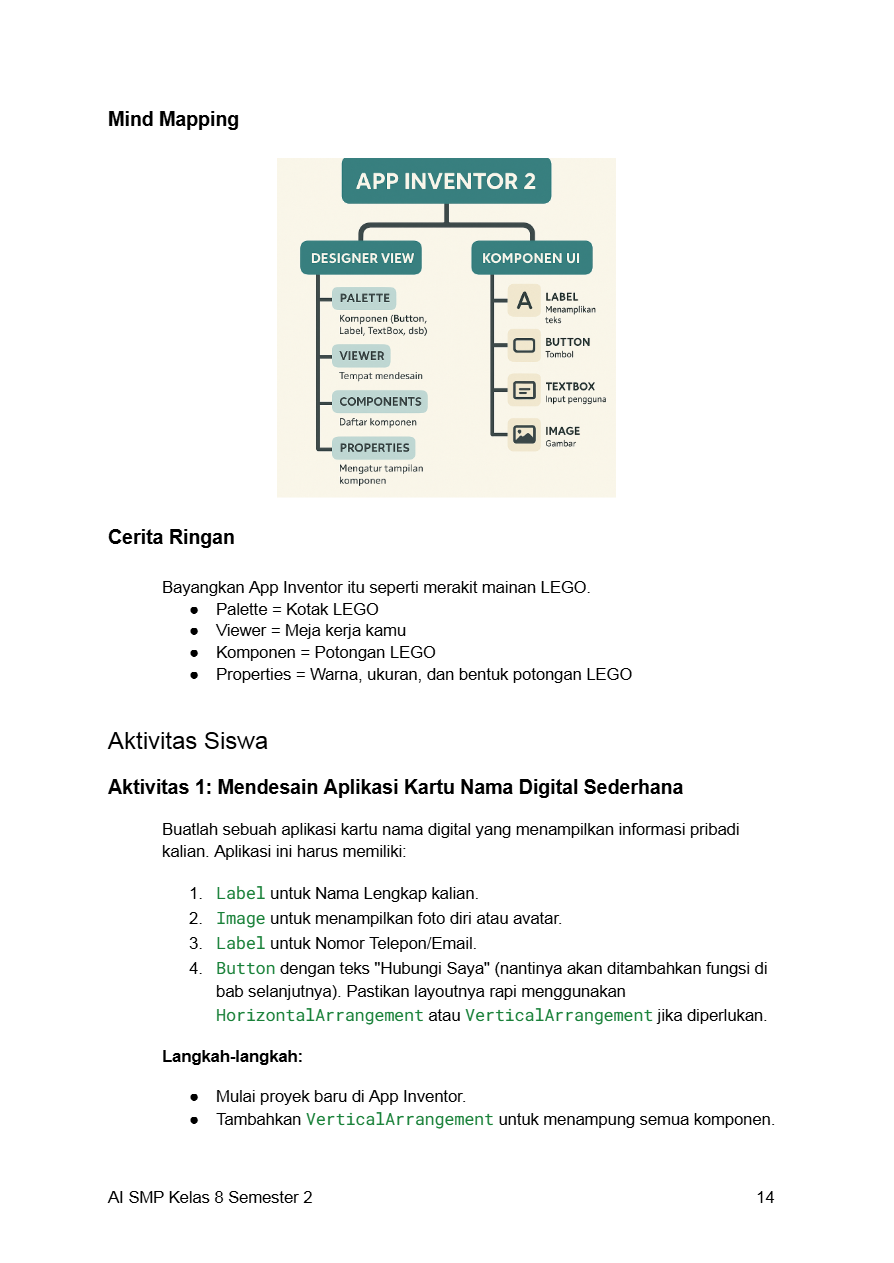 Mind Mapping
APP INVENTOR 2
DESIGNER VIEW
PALETTE
Komponen (Button,
Label, TextBox, dsb)
VIEWER
Tempat mendesain
COMPONENTS
Daftar komponen
PROPERTIES
Mengatur tampilan
komponen
KOMPONEN UI
A
LABEL
Menamplikan
teks
BUTTON
Tombol
TEXTBOX
Input pengguna
IMAGE
Gambar
Cerita Ringan
Bayangkan App Inventor itu seperti merakit mainan LEGO.
● Palette = Kotak LEGO
● Viewer = Meja kerja kamu
● Komponen = Potongan LEGO
● Properties = Warna, ukuran, dan bentuk potongan LEGO
Aktivitas Siswa
Aktivitas 1: Mendesain Aplikasi Kartu Nama Digital Sederhana
Buatlah sebuah aplikasi kartu nama digital yang menampilkan informasi pribadi
kalian. Aplikasi ini harus memiliki:
1. Label untuk Nama Lengkap kalian.
2. Image untuk menampilkan foto diri atau avatar.
3. Label untuk Nomor Telepon/Email.
4. Button dengan teks "Hubungi Saya" (nantinya akan ditambahkan fungsi di
bab selanjutnya). Pastikan layoutnya rapi menggunakan
HorizontalArrangement atau VerticalArrangement jika diperlukan.
Langkah-langkah:
● Mulai proyek baru di App Inventor.
● Tambahkan VerticalArrangement untuk menampung semua komponen.
AI SMP Kelas 8 Semester 2 14